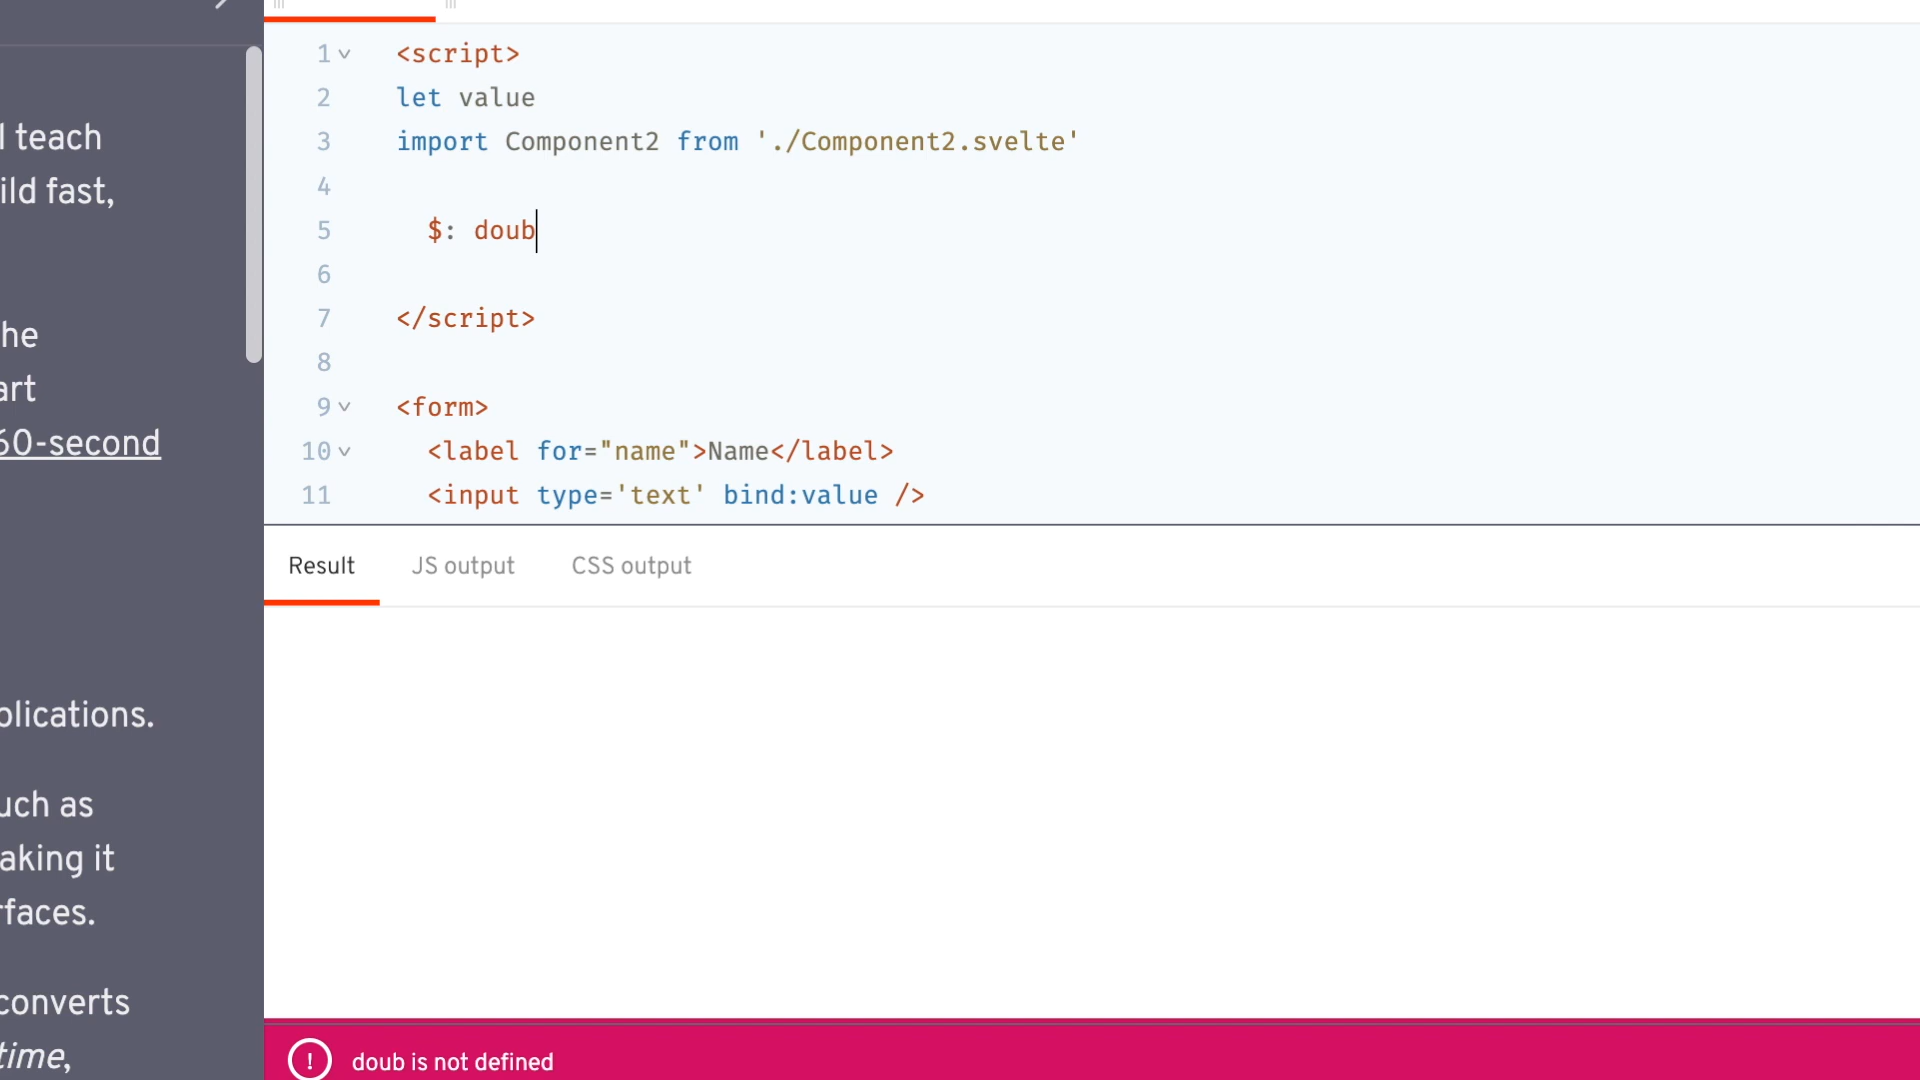 l teach
ild fast,
he
art
60-second
plications.
uch as
aking it
rfaces.
converts
time,
1 <script>
2 let value
3 import Component2 from './Component2.svelte'
4
5 $: doub
6
7 </script>
8
9 <form>
10 <label for="name">Name</label>
11 <input type='text' bind:value />
Result JS output CSS output
! doub is not defined